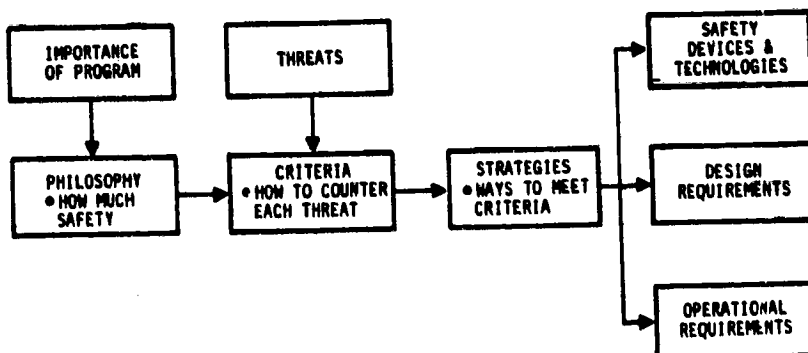 IMPORTANCE
OF PROGRAM
THREATS
SAFETY
DEVICES &
TECHNOLOGIES
PHILOSOPHY
• HOW MUCH
SAFETY
CRITERIA
• HOW TO COUNTER
EACH THREAT
STRATEGIES
• WAYS TO MEET
CRITERIA
DESIGN
REQUIREMENTS
OPERATIONAL
REQUIREMENTS